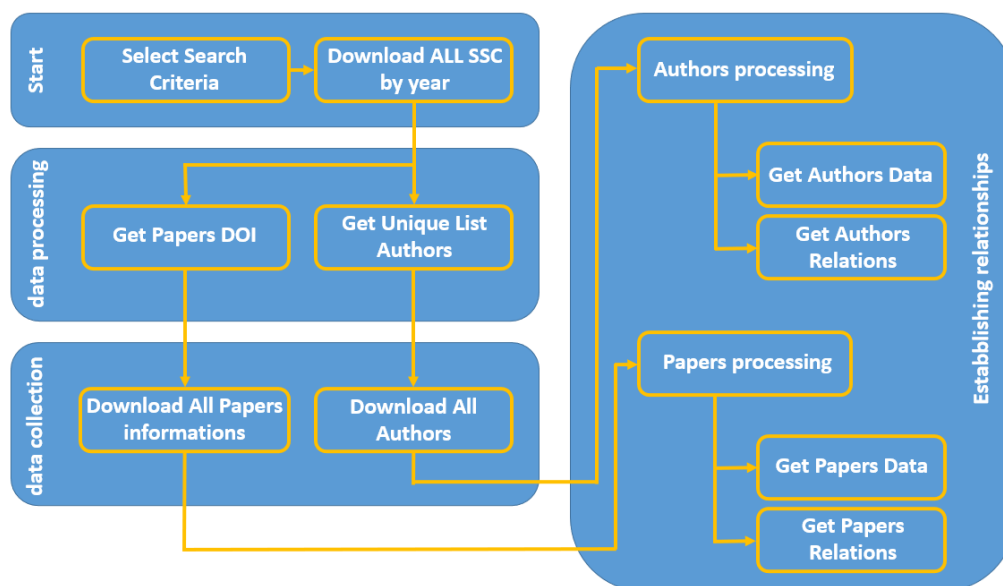 Start
Select Search
Criteria
Download ALL SSC
by year
data processing
Get Papers DOI
Get Unique List
Authors
data collection
Download All Papers
informations
Download All
Authors
Authors processing
Get Authors Data
Get Authors
Relations
Papers processing
Get Papers Data
Get Papers
Relations
Estabblishing relationships